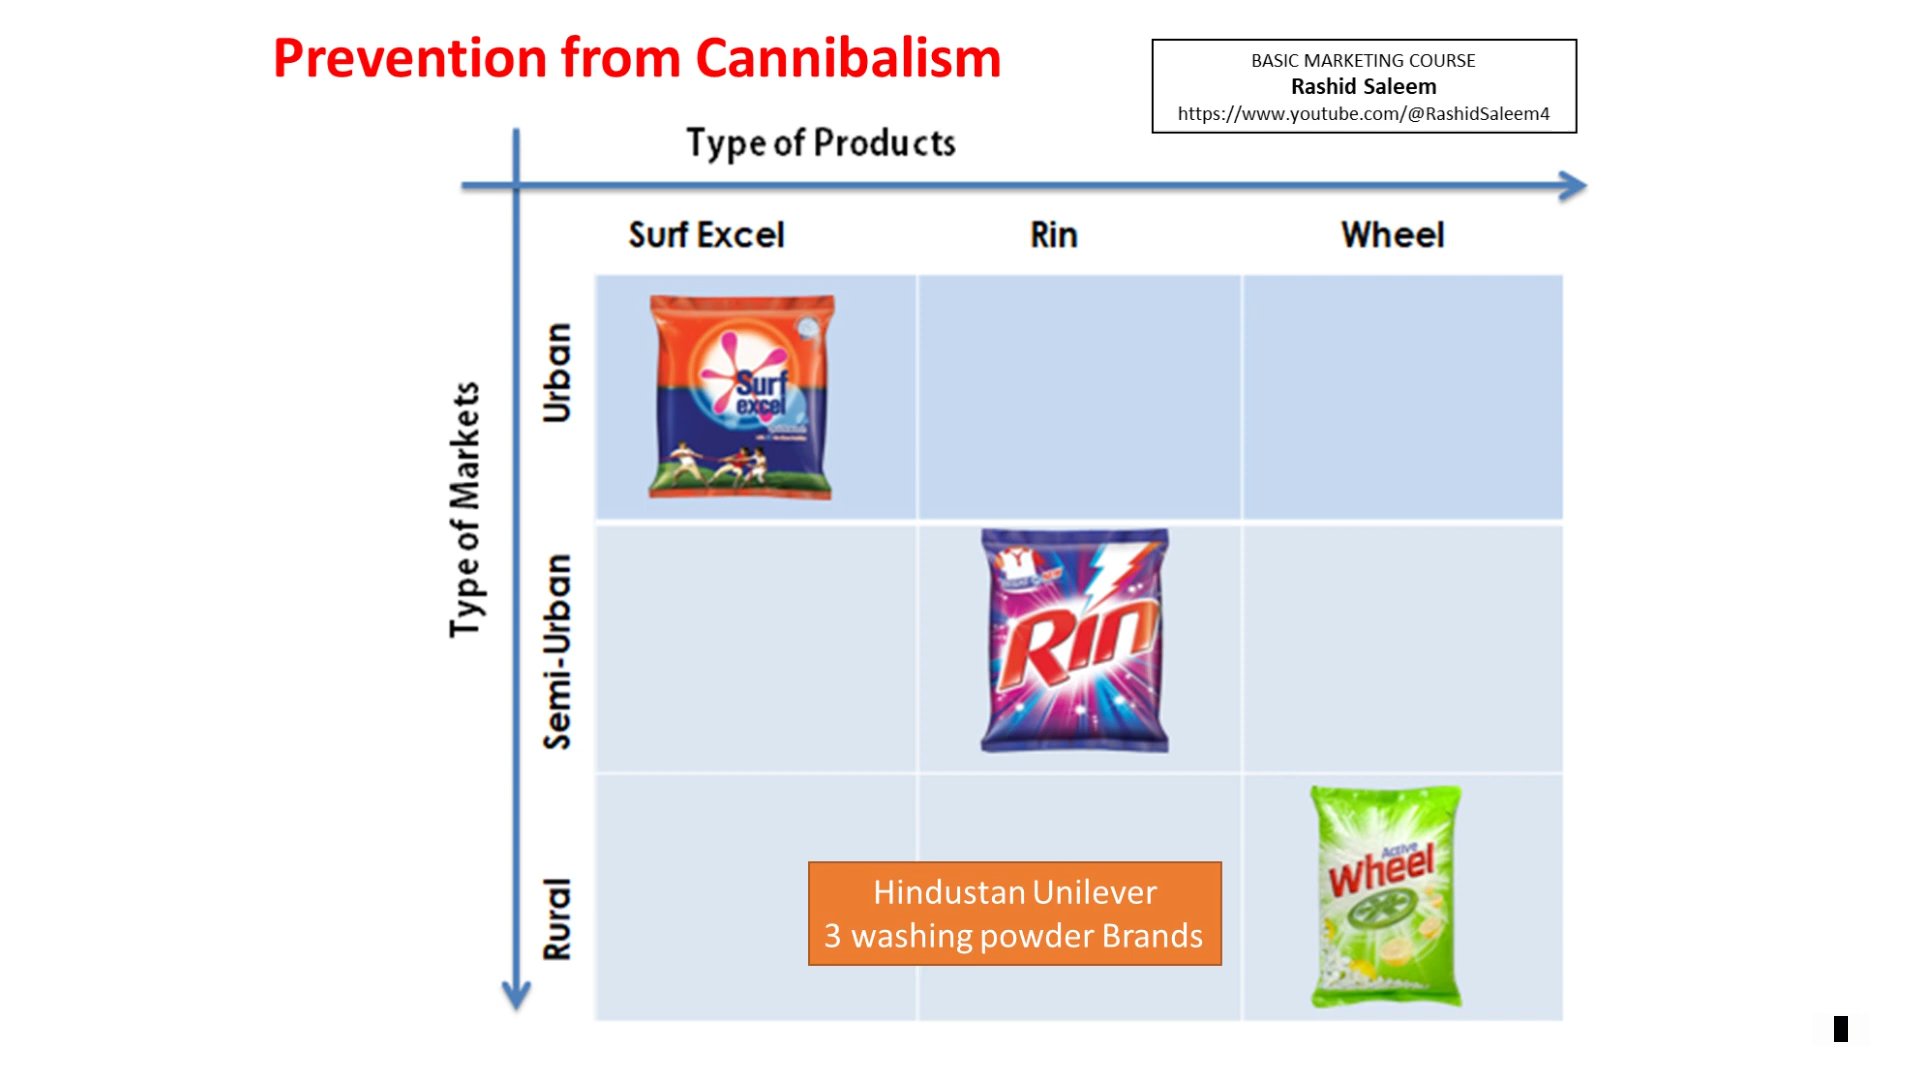 Prevention from Cannibalism
BASIC MARKETING COURSE
Rashid Saleem
https://www.youtube.com/@RashidSaleem4
Type of Products
Surf Excel
Rin
Wheel
Type of Markets
Urban
Surf
excel
Semi-Urban
Rin
Rural
Active
Wheel
Hindustan Unilever
3 washing powder Brands